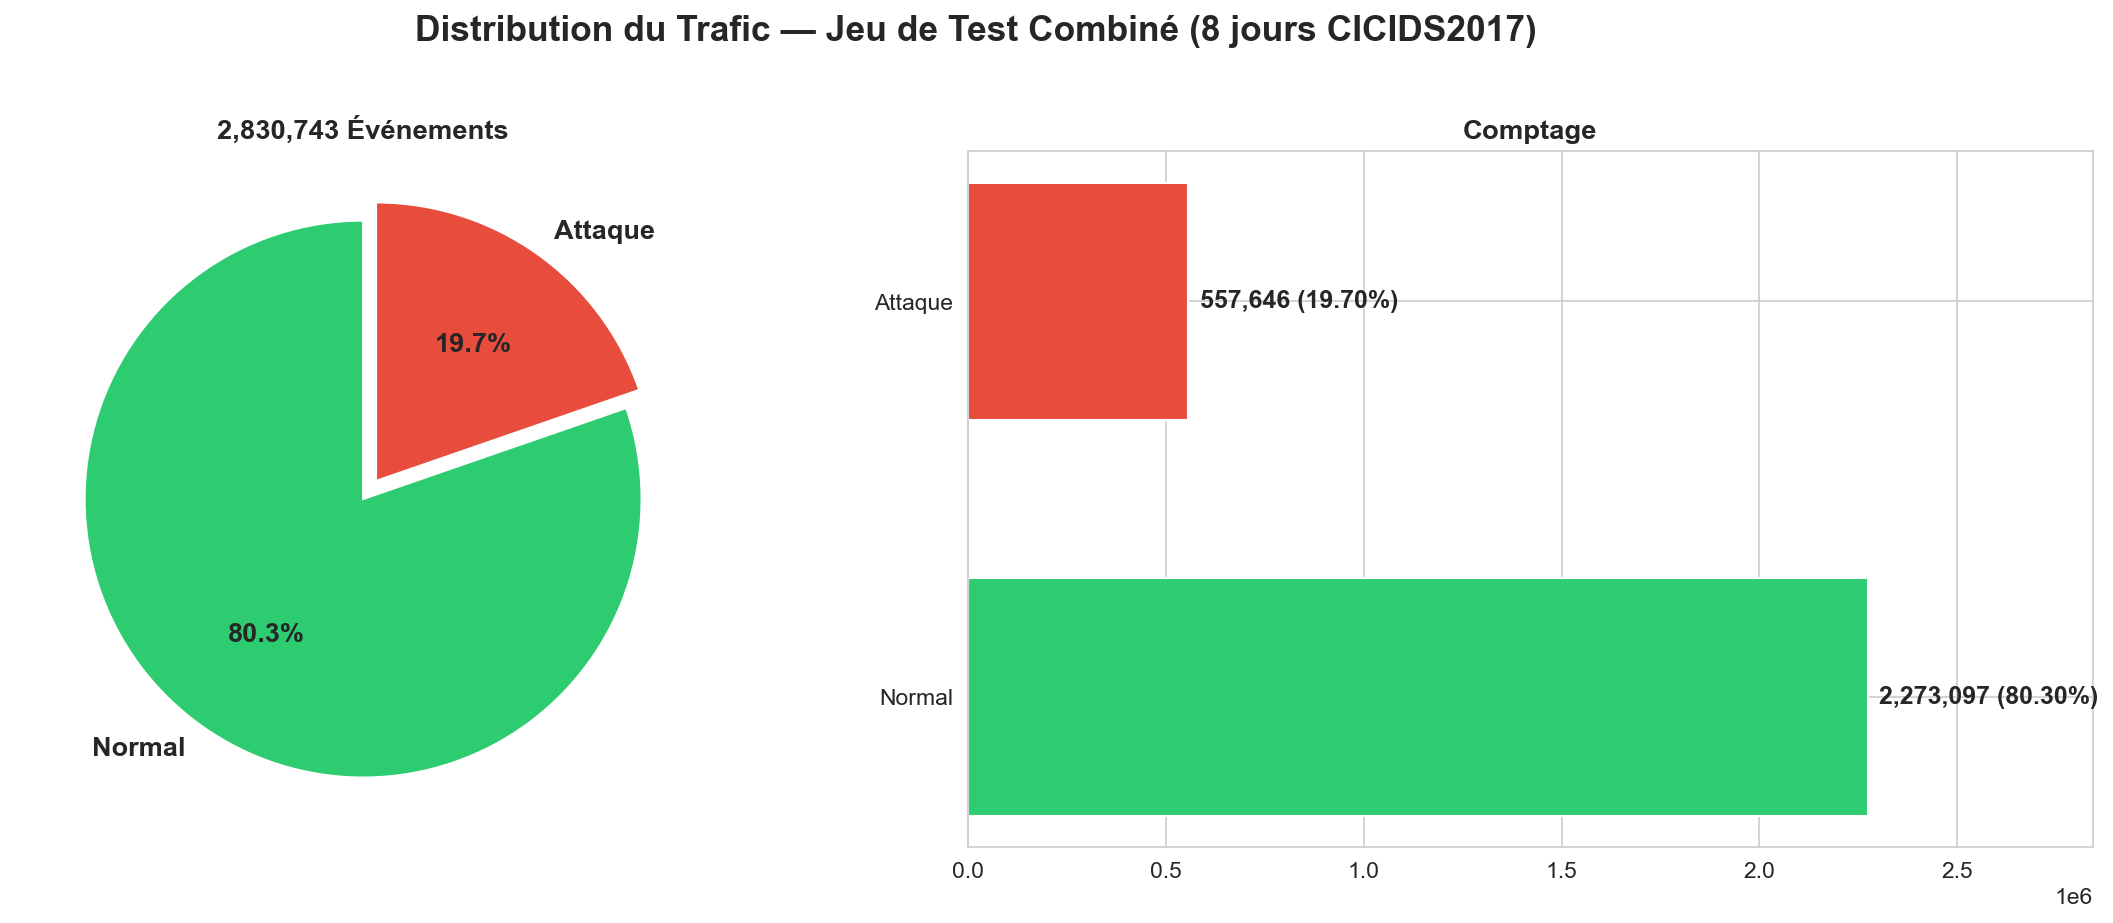 Distribution du Trafic — Jeu de Test Combiné (8 jours CICIDS2017)
2,830,743 Événements
Attaque
19.7%
80.3%
Normal
Comptage
Attaque
557,646 (19.70%)
Normal
2,273,097 (80.30%)
0.0
0.5
1.0
1.5
2.0
2.5
1e6